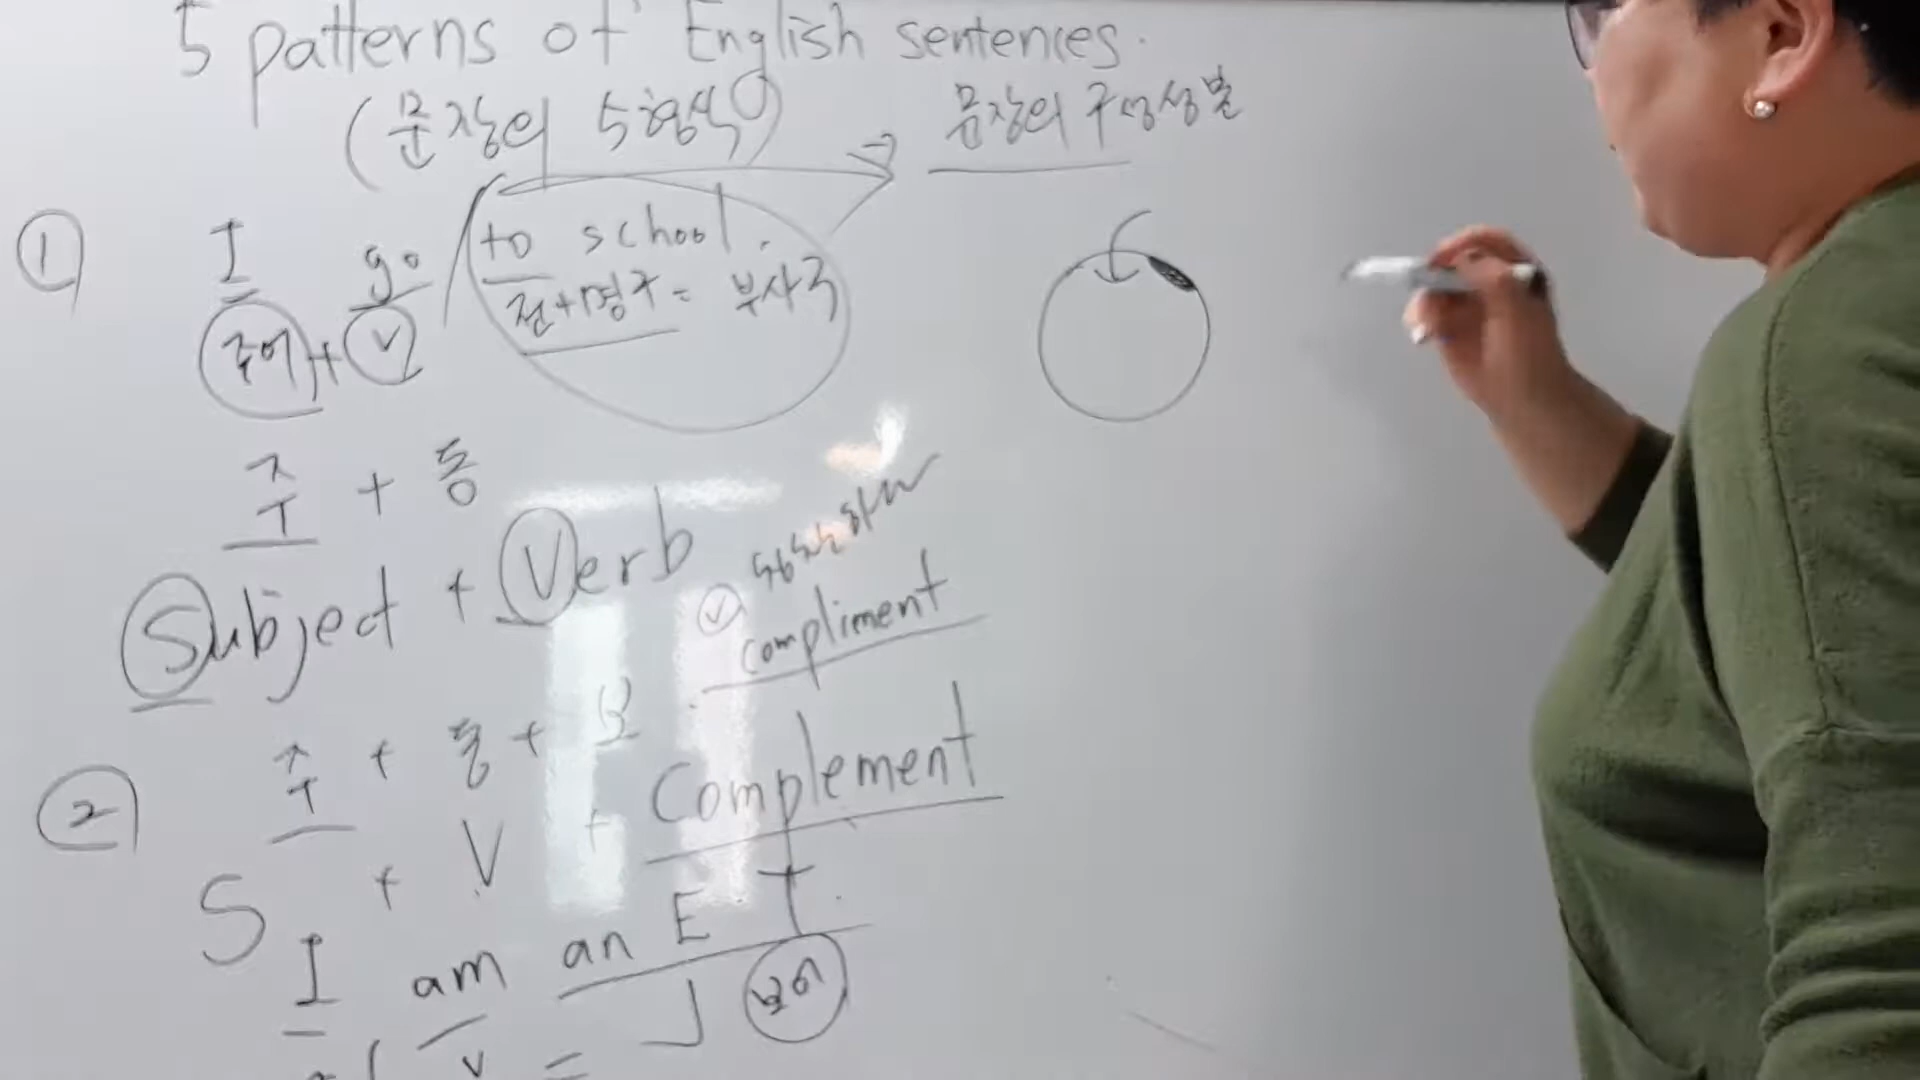 5 patterns of English sentences.
(문장의 5형식)
문장의 구성성분
① I go / to school.
주어 + V 전+명구 = 부사구
주 + 동
Subject + Verb
ⓥ
compliment
주 + 동 + 보
② S + V + Complement
I am an E T.
보어
v =